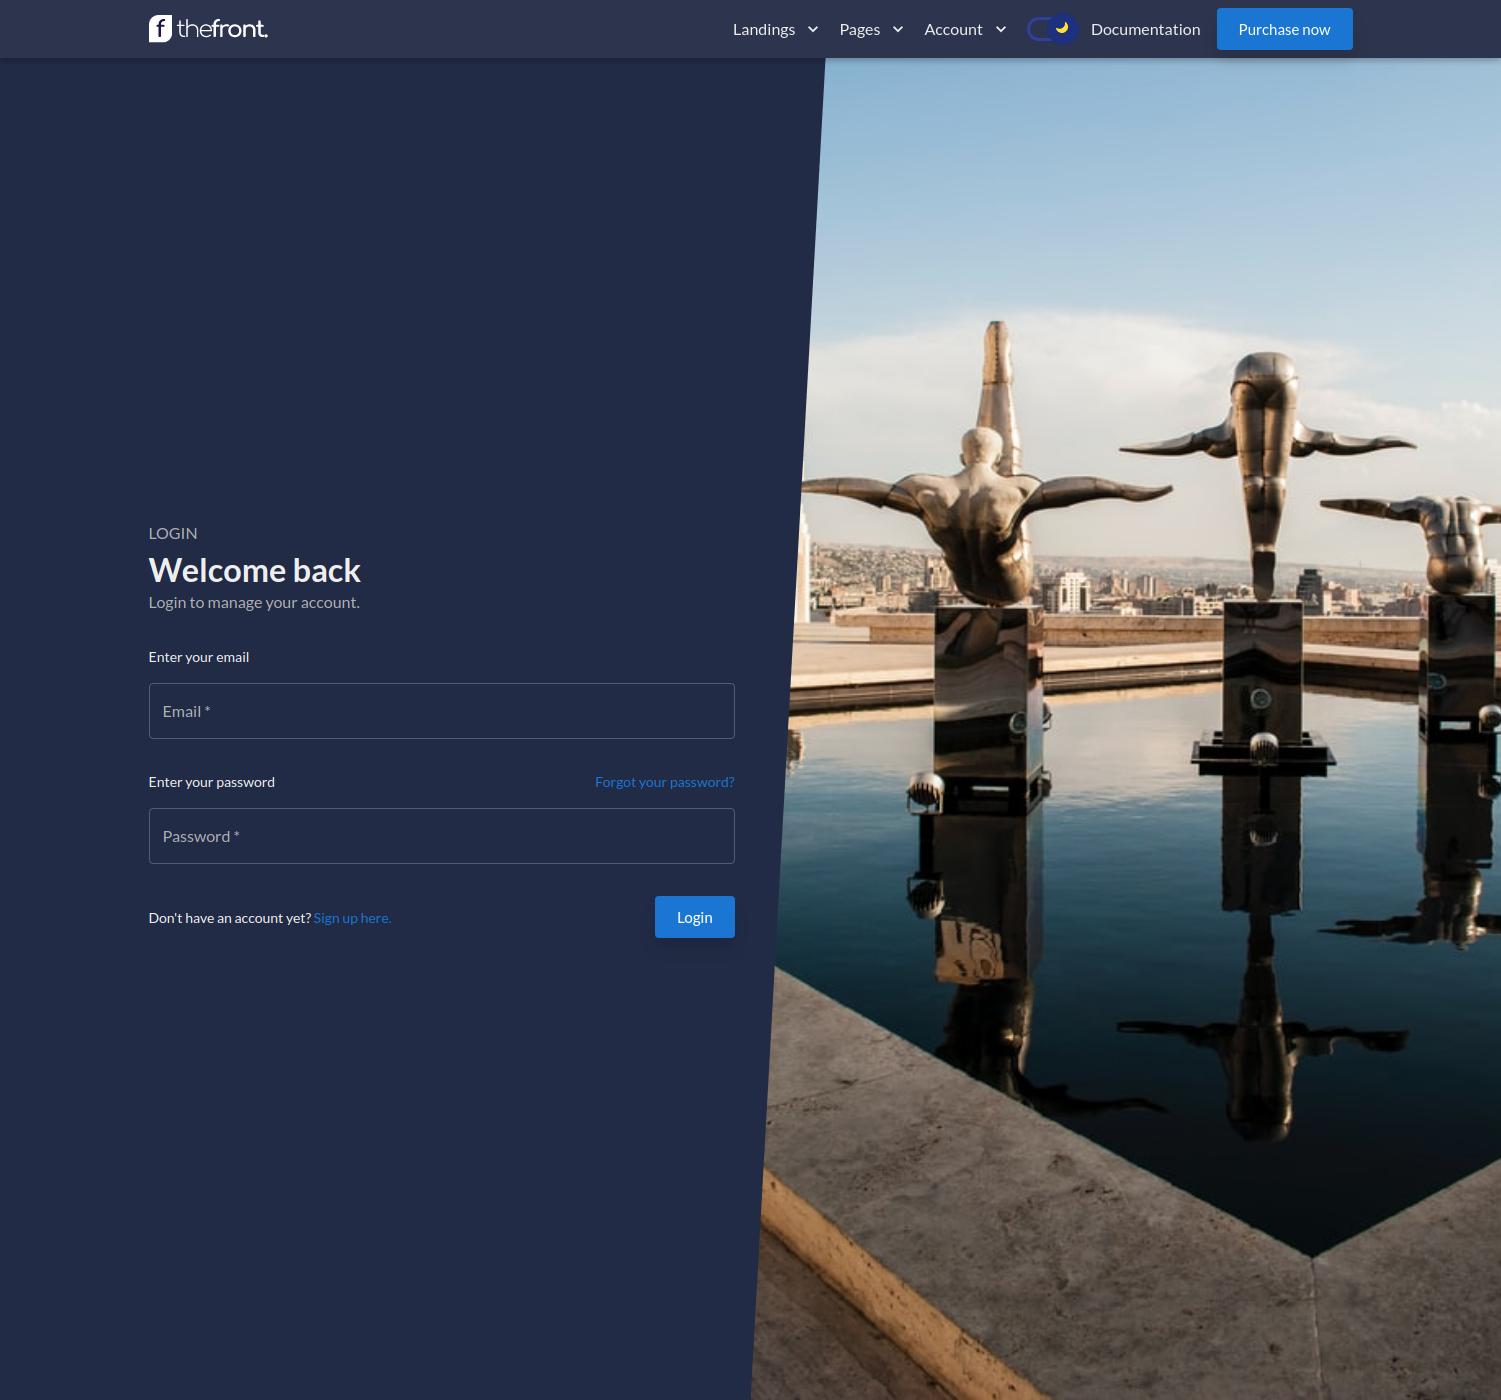 f thefront.
Landings Pages Account Documentation Purchase now
LOGIN
Welcome back
Login to manage your account.
Enter your email
Email *
Enter your password
Forgot your password?
Password *
Don't have an account yet? Sign up here.
Login